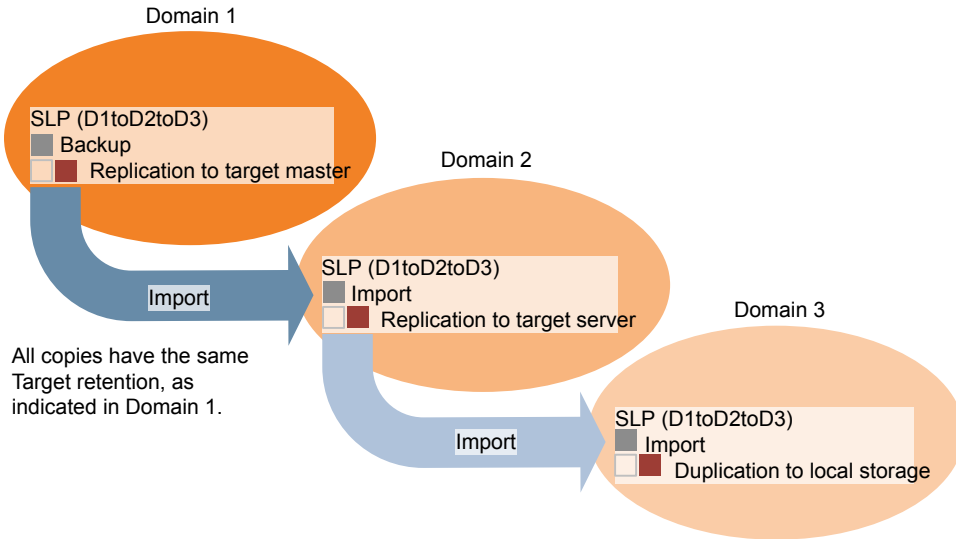 Domain 1
SLP (D1toD2toD3)
Backup
Replication to target master
Import
Domain 2
SLP (D1toD2toD3)
Import
Replication to target server
All copies have the same
Target retention, as
indicated in Domain 1.
Import
Domain 3
SLP (D1toD2toD3)
Import
Duplication to local storage